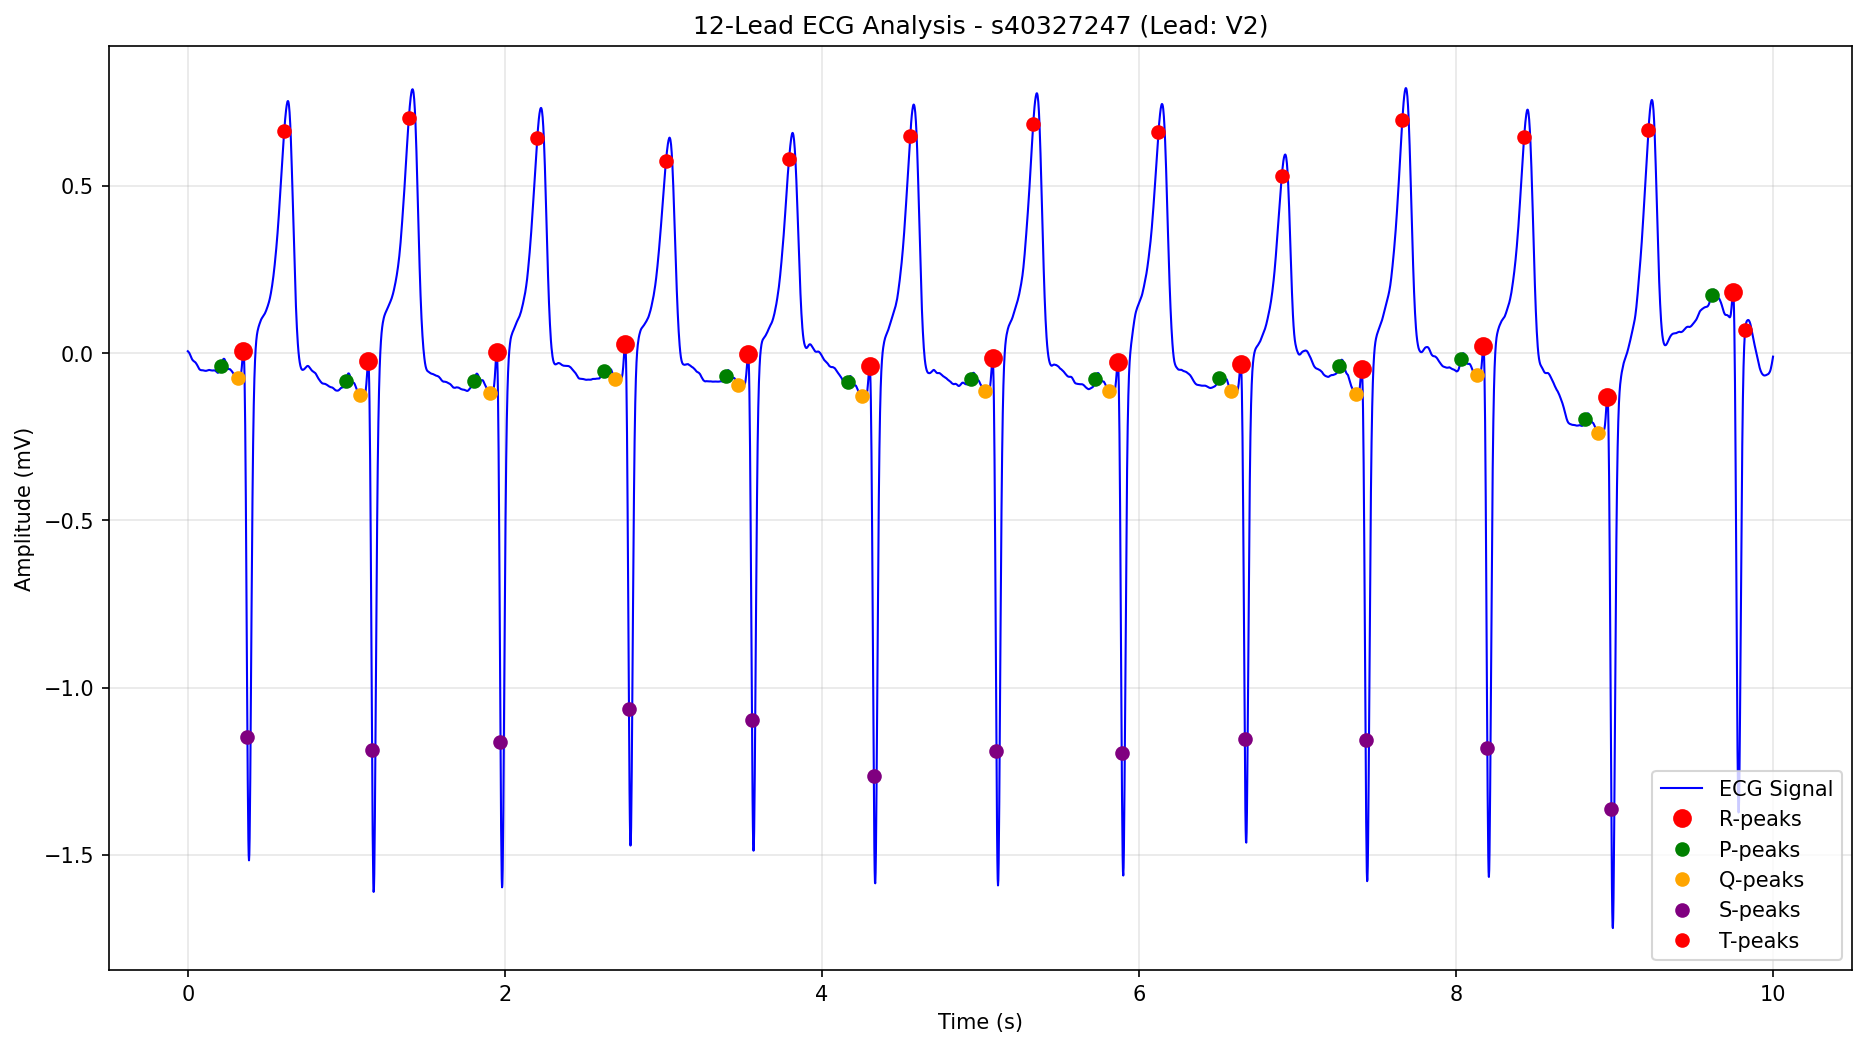 12-Lead ECG Analysis - s40327247 (Lead: V2)
Amplitude (mV)
0.5
0.0
−0.5
−1.0
−1.5
0 2 4 6 8 10
Time (s)
ECG Signal
R-peaks
P-peaks
Q-peaks
S-peaks
T-peaks